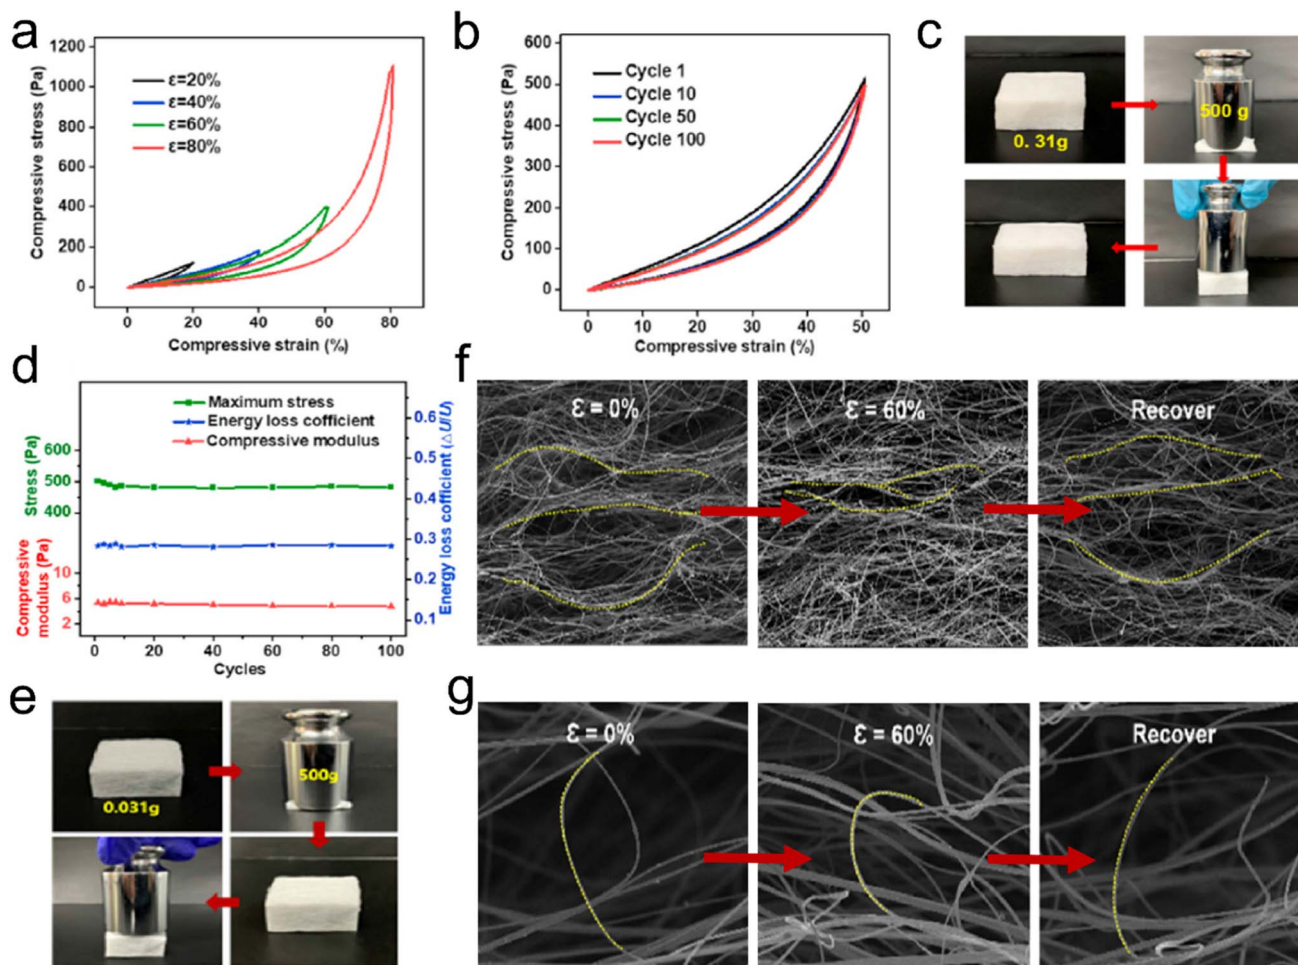 a
1200
1000
800
600
400
200
0
Compressive stress (Pa)
ε=20%
ε=40%
ε=60%
ε=80%
0 20 40 60 80
Compressive strain (%)
b
600
500
400
300
200
100
0
Compressive stress (Pa)
Cycle 1
Cycle 10
Cycle 50
Cycle 100
0 10 20 30 40 50
Compressive strain (%)
c
0. 31g
500 g
d
Maximum stress
Energy loss cofficient
Compressive modulus
Stress (Pa)
600
500
400
Compressive
modulus (Pa)
10
6
2
0.6
0.5
0.4
0.3
0.2
0.1
Energy loss cofficient (△U/U)
0 20 40 60 80 100
Cycles
e
0.031g
500g
f
Ɛ = 0%
Ɛ = 60%
Recover
g
Ɛ = 0%
Ɛ = 60%
Recover